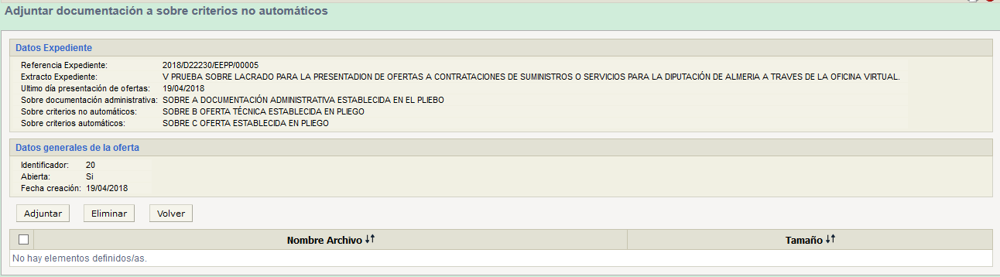 Adjuntar documentación a sobre criterios no automáticos
Datos Expediente
Referencia Expediente: 2018/D22230/EEPP/00005
Extracto Expediente: V PRUEBA SOBRE LACRADO PARA LA PRESENTADION DE OFERTAS A CONTRATACIONES DE SUMINISTROS O SERVICIOS PARA LA DIPUTACIÓN DE ALMERIA A TRAVES DE LA OFICINA VIRTUAL.
Ultimo día presentación de ofertas: 19/04/2018
Sobre documentación administrativa: SOBRE A DOCUMENTACIÓN ADMINISTRATIVA ESTABLECIDA EN EL PLIEBO
Sobre criterios no automáticos: SOBRE B OFERTA TÉCNICA ESTABLECIDA EN PLIEGO
Sobre criterios automáticos: SOBRE C OFERTA ESTABLECIDA EN PLIEGO
Datos generales de la oferta
Identificador: 20
Abierta: Si
Fecha creación: 19/04/2018
Adjuntar Eliminar Volver
Nombre Archivo Tamaño
No hay elementos definidos/as.